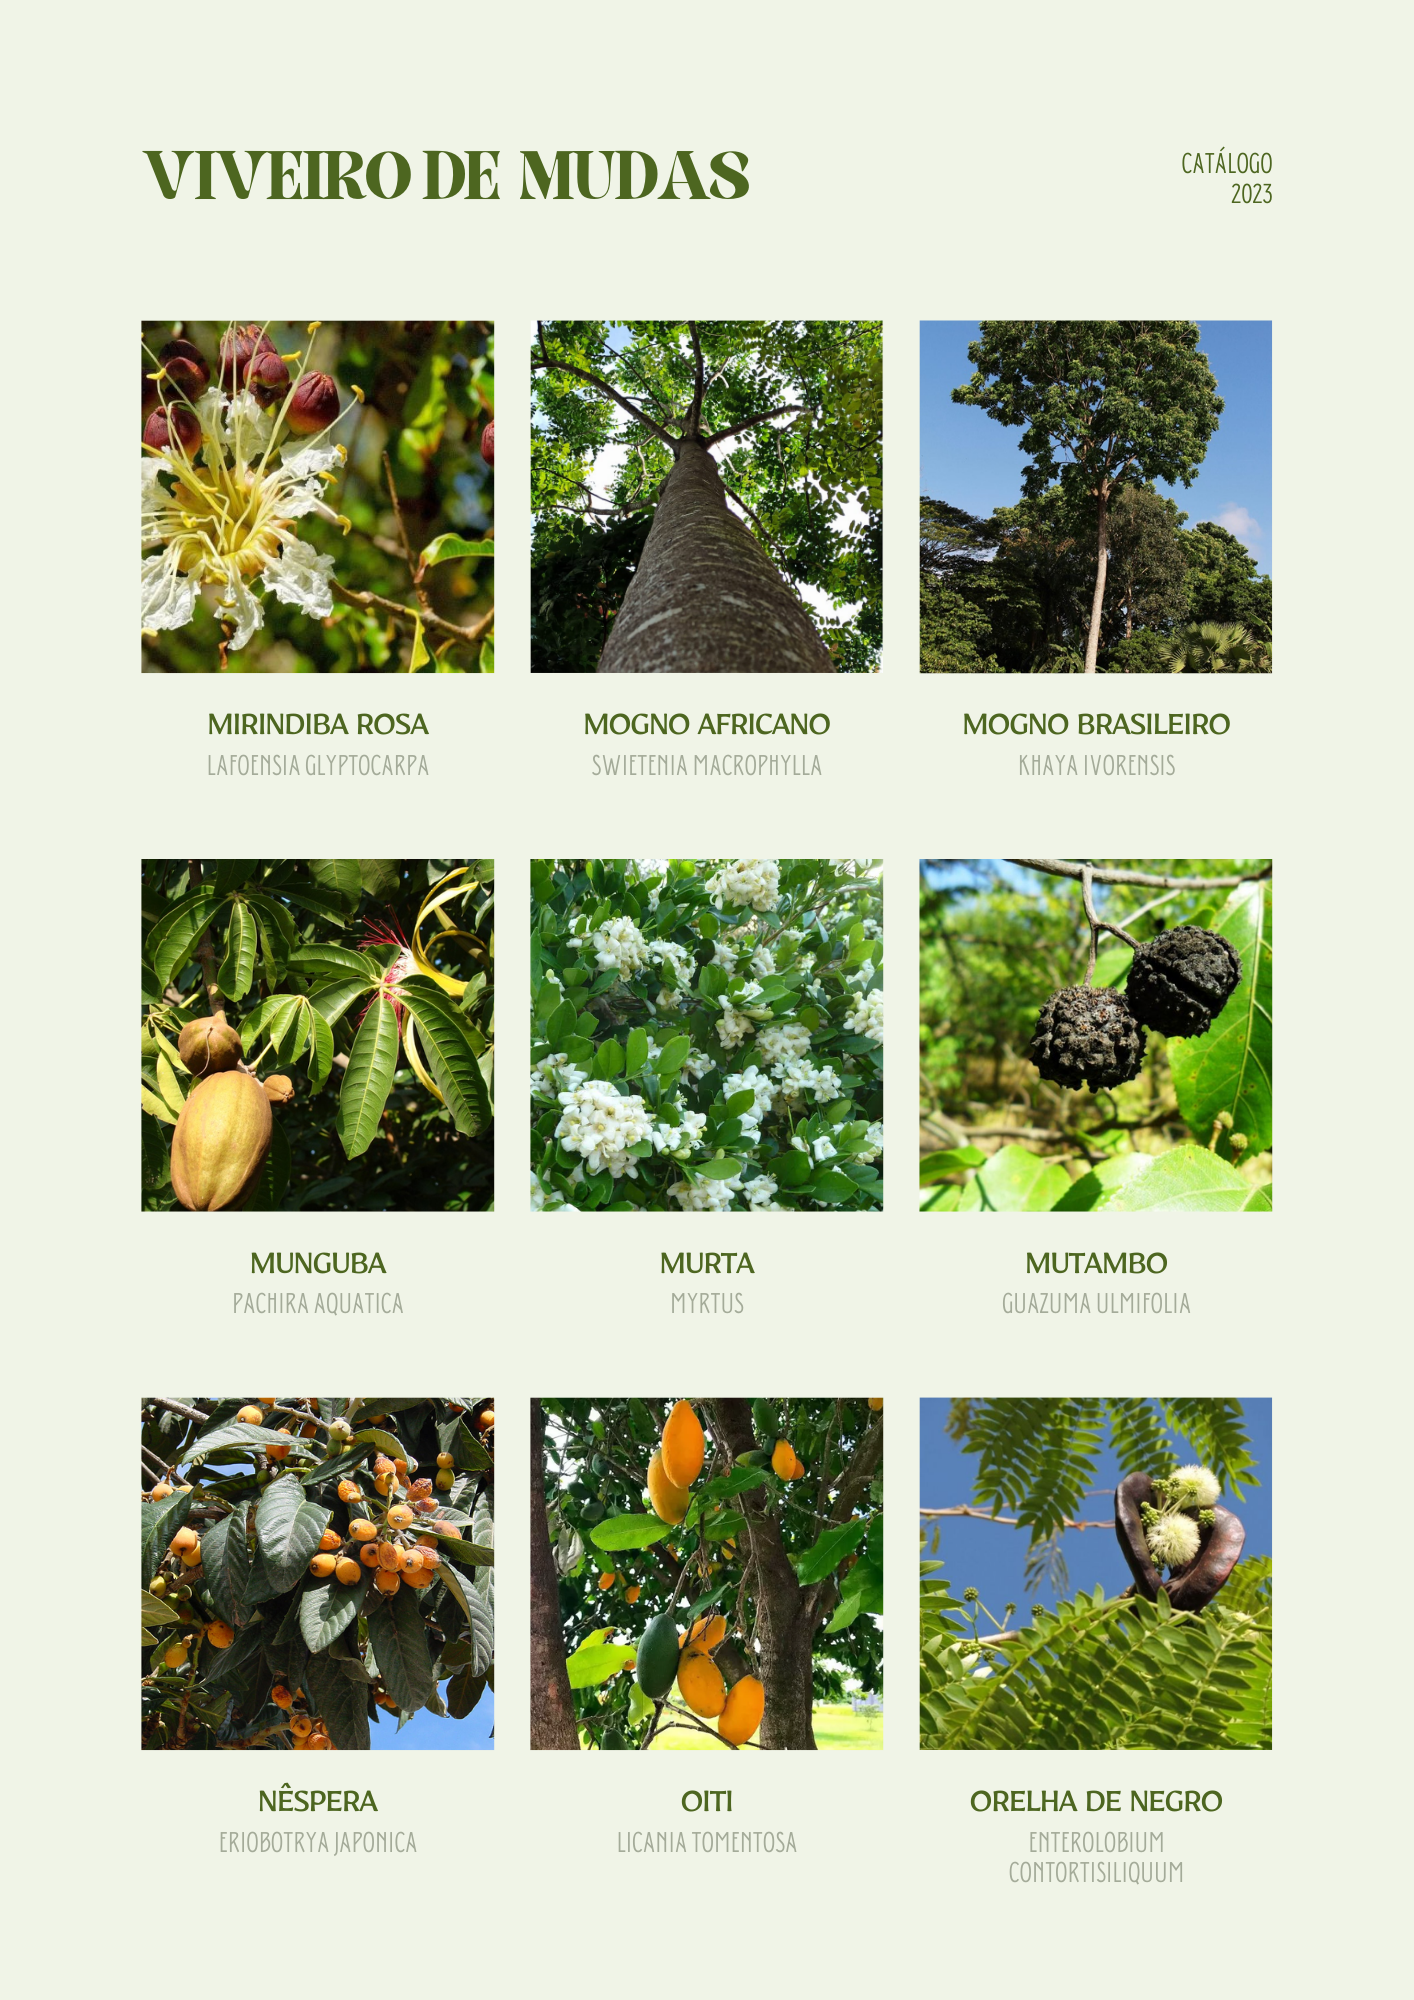 VIVEIRO DE MUDAS
CATÁLOGO
2023
MIRINDIBA ROSA
LAFOENSIA GLYPTOCARPA
MOGNO AFRICANO
SWIETENIA MACROPHYLLA
MOGNO BRASILEIRO
KHAYA IVORENSIS
MUNGUBA
PACHIRA AQUATICA
MURTA
MYRTUS
MUTAMBO
GUAZUMA ULMIFOLIA
NÊSPERA
ERIOBOTRYA JAPONICA
OITI
LICANIA TOMENTOSA
ORELHA DE NEGRO
ENTEROLOBIUM
CONTORTISILIQUUM